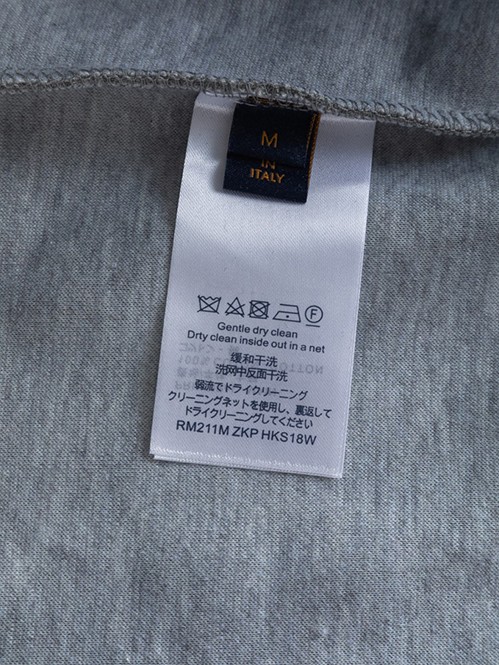 M
IN
ITALY
Gentle dry clean
Drty clean inside out in a net
缓和干洗
洗网中反面干洗
弱流でドライクリーニング
クリーニングネットを使用し、裏返して
ドライクリーニングしてください
RM211M ZKP HKS18W